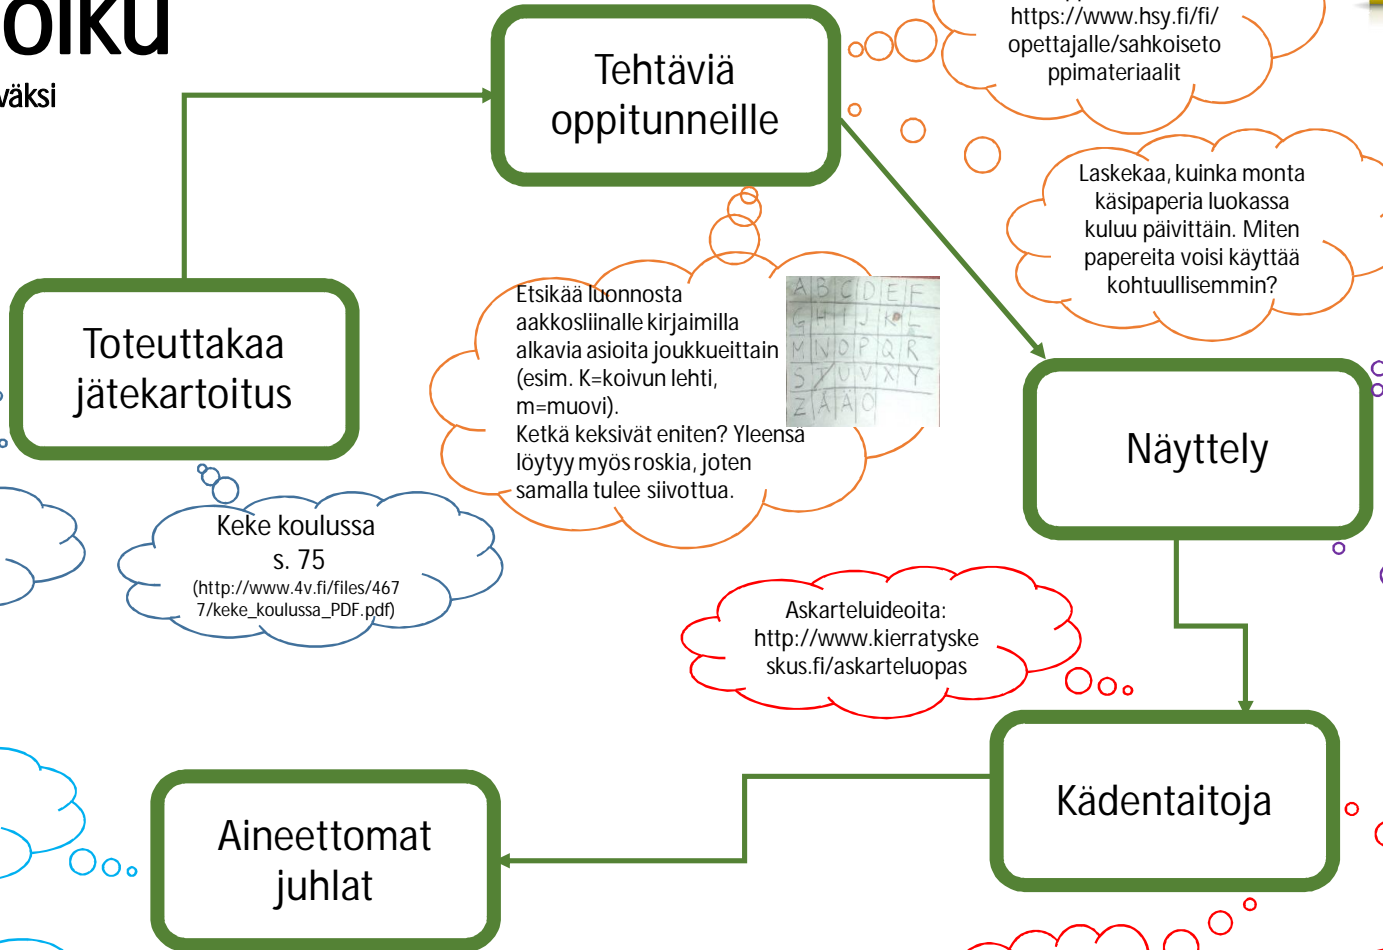 oiku
väksi
Tehtäviä
oppitunneille
https://www.hsy.fi/fi/
opettajalle/sahkoiseto
ppimateriaalit
Laskekaa, kuinka monta
käsipaperia luokassa
kuluu päivittäin. Miten
papereita voisi käyttää
kohtuullisemmin?
Etsikää luonnosta
aakkosliinalle kirjaimilla
alkavia asioita joukkueittain
(esim. K=koivun lehti,
m=muovi).
Ketkä keksivät eniten? Yleensä
löytyy myös roskia, joten
samalla tulee siivottua.
A B C D E F
G H I J K L
M N O P Q R
S T U V X Y
Z Å Ä Ö
Toteuttakaa
jätekartoitus
Näyttely
Keke koulussa
s. 75
(http://www.4v.fi/files/467
7/keke_koulussa_PDF.pdf)
Askarteluideoita:
http://www.kierratyske
skus.fi/askarteluopas
Kädentaitoja
Aineettomat
juhlat